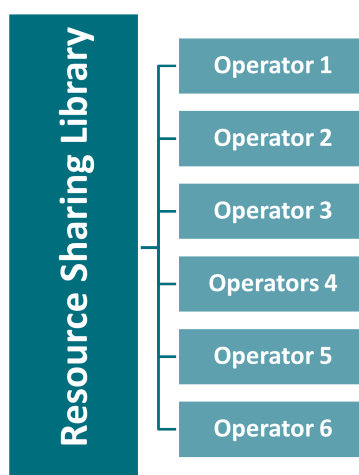 Resource Sharing Library
Operator 1
Operator 2
Operator 3
Operators 4
Operator 5
Operator 6